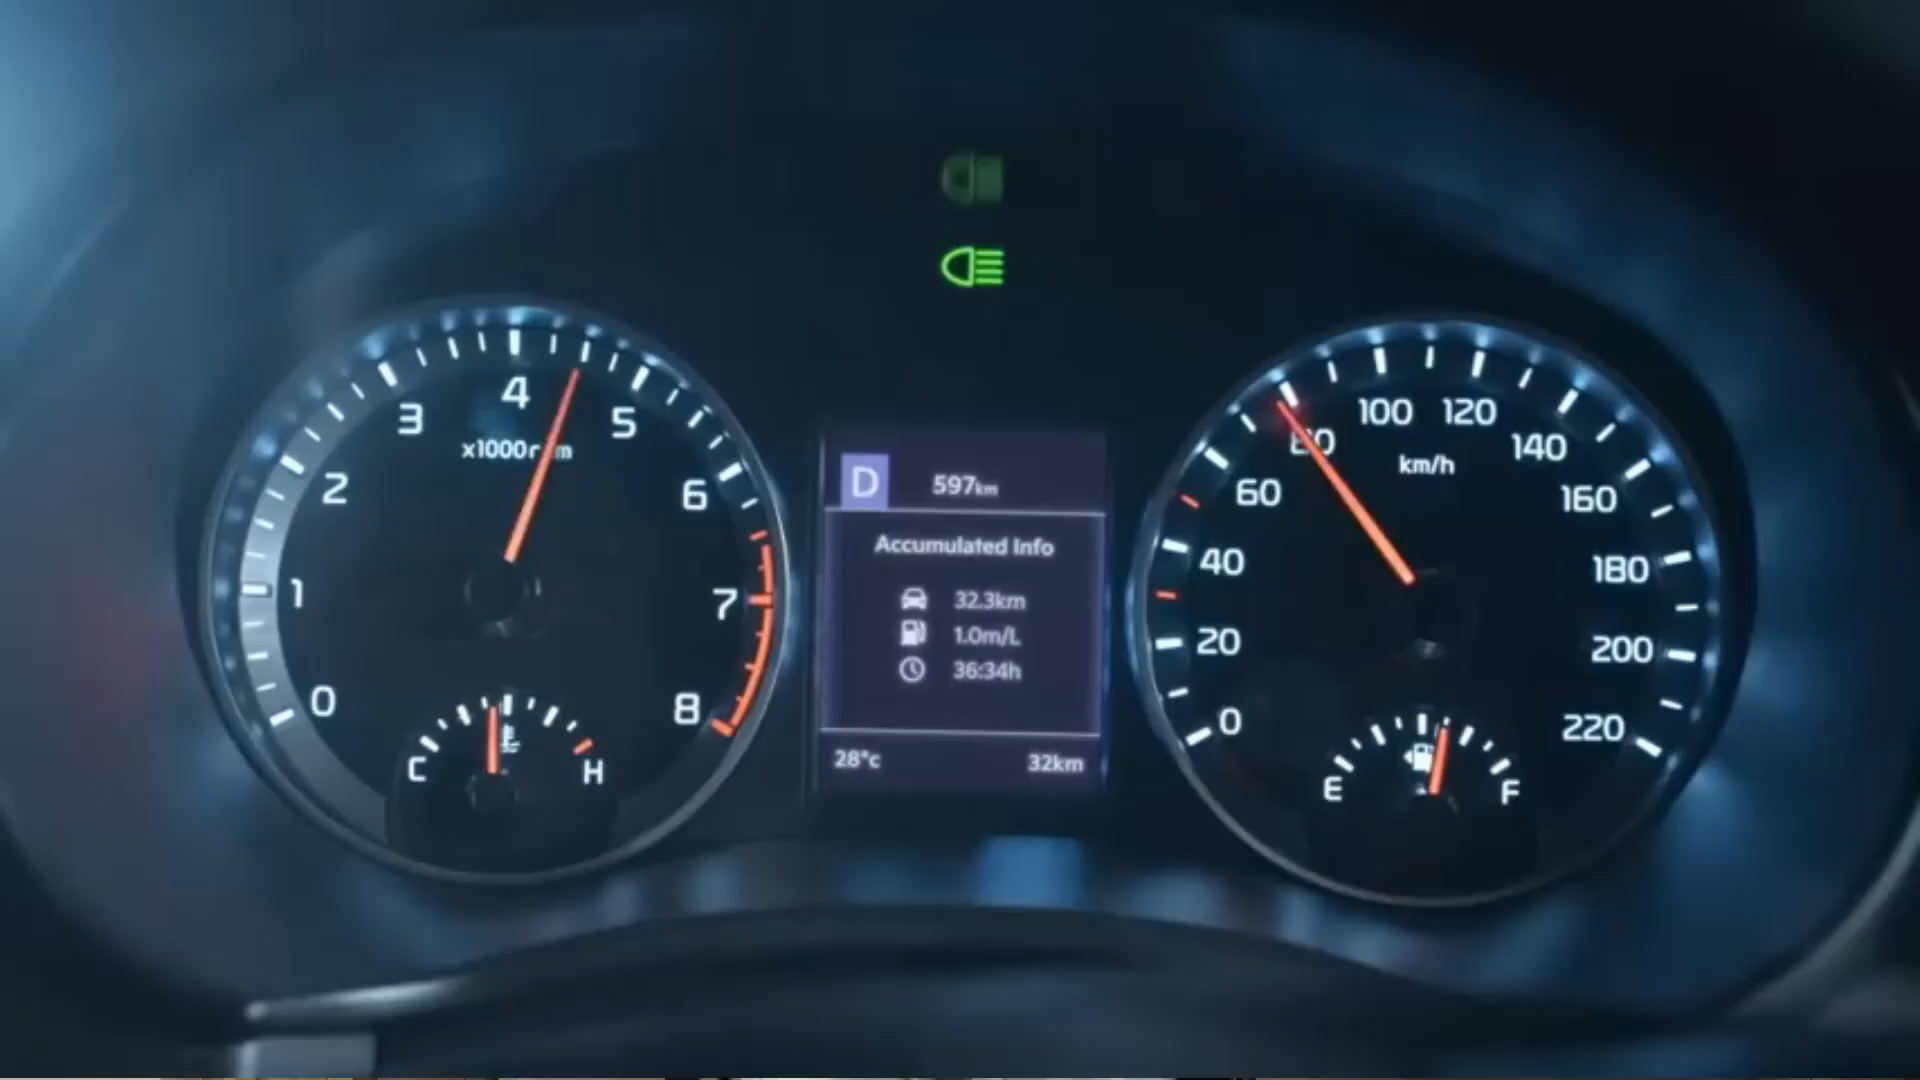 0 1 2 3 4 5 6 7 8
x1000r m
C H
D 597km
Accumulated Info
32.3km
1.0m/L
36:34h
28°c 32km
0 20 40 60 80 100 120 140 160 180 200 220
km/h
E F